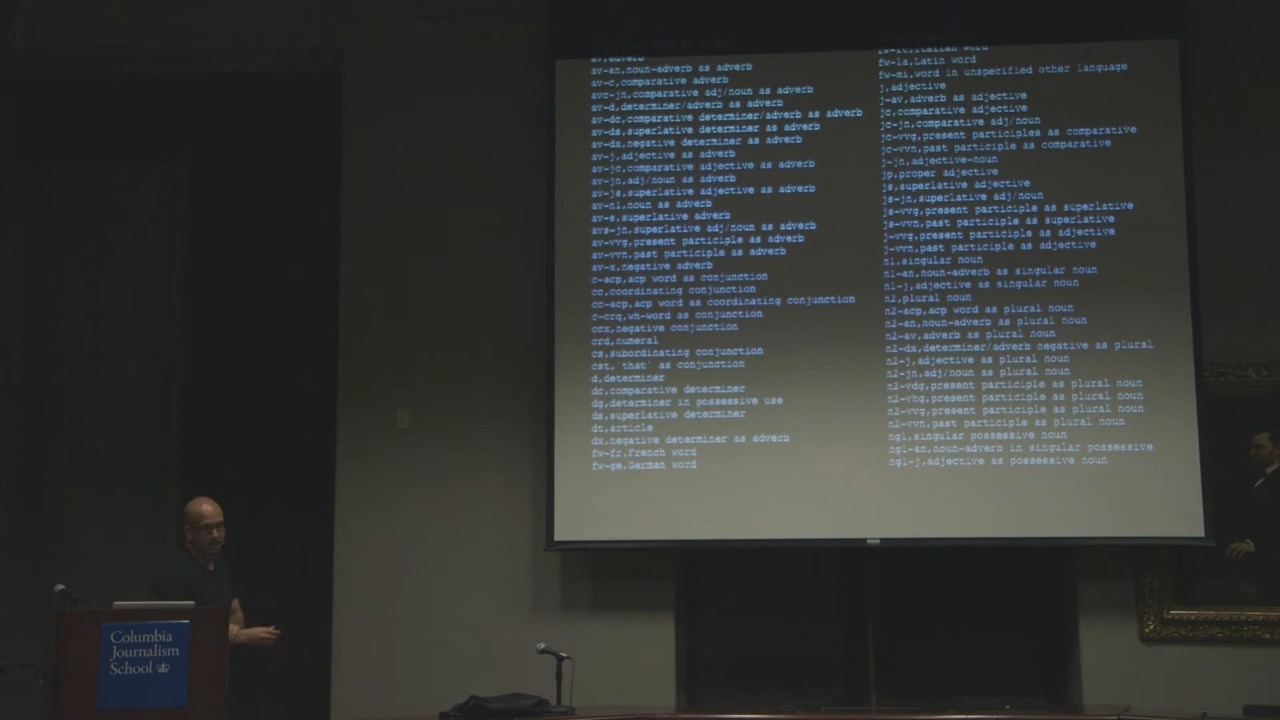 av,adverb
av-an,noun-adverb as adverb
av-c,comparative adverb
avc-jn,comparative adj/noun as adverb
av-d,determiner/adverb as adverb
av-dc,comparative determiner/adverb as adverb
av-ds,superlative determiner as adverb
av-dx,negative determiner as adverb
av-j,adjective as adverb
av-jc,comparative adjective as adverb
av-jn,adj/noun as adverb
av-js,superlative adjective as adverb
av-n1,noun as adverb
av-s,superlative adverb
avs-jn,superlative adj/noun as adverb
av-vvg,present participle as adverb
av-vvn,past participle as adverb
av-x,negative adverb
c-acp,acp word as conjunction
cc,coordinating conjunction
cc-acp,acp word as coordinating conjunction
c-crq,wh-word as conjunction
ccx,negative conjunction
crd,numeral
cs,subordinating conjunction
cst,'that' as conjunction
d,determiner
dc,comparative determiner
dg,determiner in possessive use
ds,superlative determiner
dt,article
dx,negative determiner as adverb
fw-fr,French word
fw-ge,German word
fw-it,Italian word
fw-la,Latin word
fw-mi,word in unspecified other language
j,adjective
j-av,adverb as adjective
jc,comparative adjective
jc-jn,comparative adj/noun
jc-vvg,present participles as comparative
jc-vvn,past participle as comparative
j-jn,adjective-noun
jp,proper adjective
js,superlative adjective
js-jn,superlative adj/noun
js-vvg,present participle as superlative
js-vvn,past participle as superlative
j-vvg,present participle as adjective
j-vvn,past participle as adjective
n1,singular noun
n1-an,noun-adverb as singular noun
n1-j,adjective as singular noun
n2,plural noun
n2-acp,acp word as plural noun
n2-an,noun-adverb as plural noun
n2-av,adverb as plural noun
n2-dx,determiner/adverb negative as plural
n2-j,adjective as plural noun
n2-jn,adj/noun as plural noun
n2-vdg,present participle as plural noun
n2-vhg,present participle as plural noun
n2-vvg,present participle as plural noun
n2-vvn,past participle as plural noun
ng1,singular possessive noun
ng1-an,noun-adverb in singular possessive
ng1-j,adjective as possessive noun
Columbia
Journalism
School